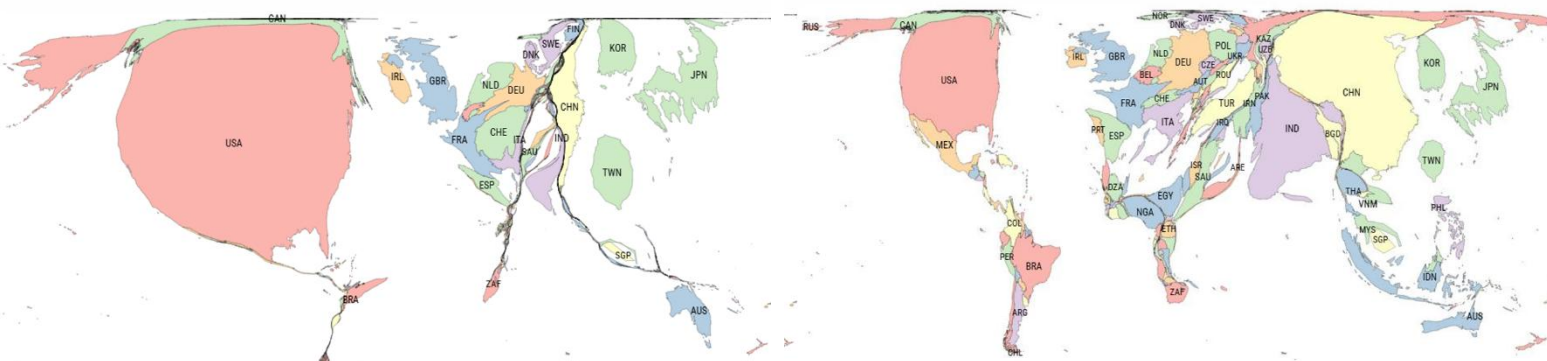 CAN
FIN
SWE
DNK
KOR
IRL
GBR
JPN
NLD
DEU
CHN
USA
FRA
CHE
ITA
IND
SAU
TWN
ESP
SGP
ZAF
BRA
AUS
RUS
CAN
NOR
SWE
DNK
KAZ
POL
UZB
NLD
UKR
IRL
GBR
DEU
CZE
KOR
BEL
ROU
USA
AUT
JPN
CHN
FRA
CHE
TUR
IRN
PAK
ITA
IRQ
IND
PRT
ESP
BGD
MEX
TWN
ISR
ARE
SAU
DZA
EGY
THA
NGA
VNM
PHL
COL
ETH
MYS
SGP
PER
BRA
IDN
ZAF
ARG
AUS
CHL